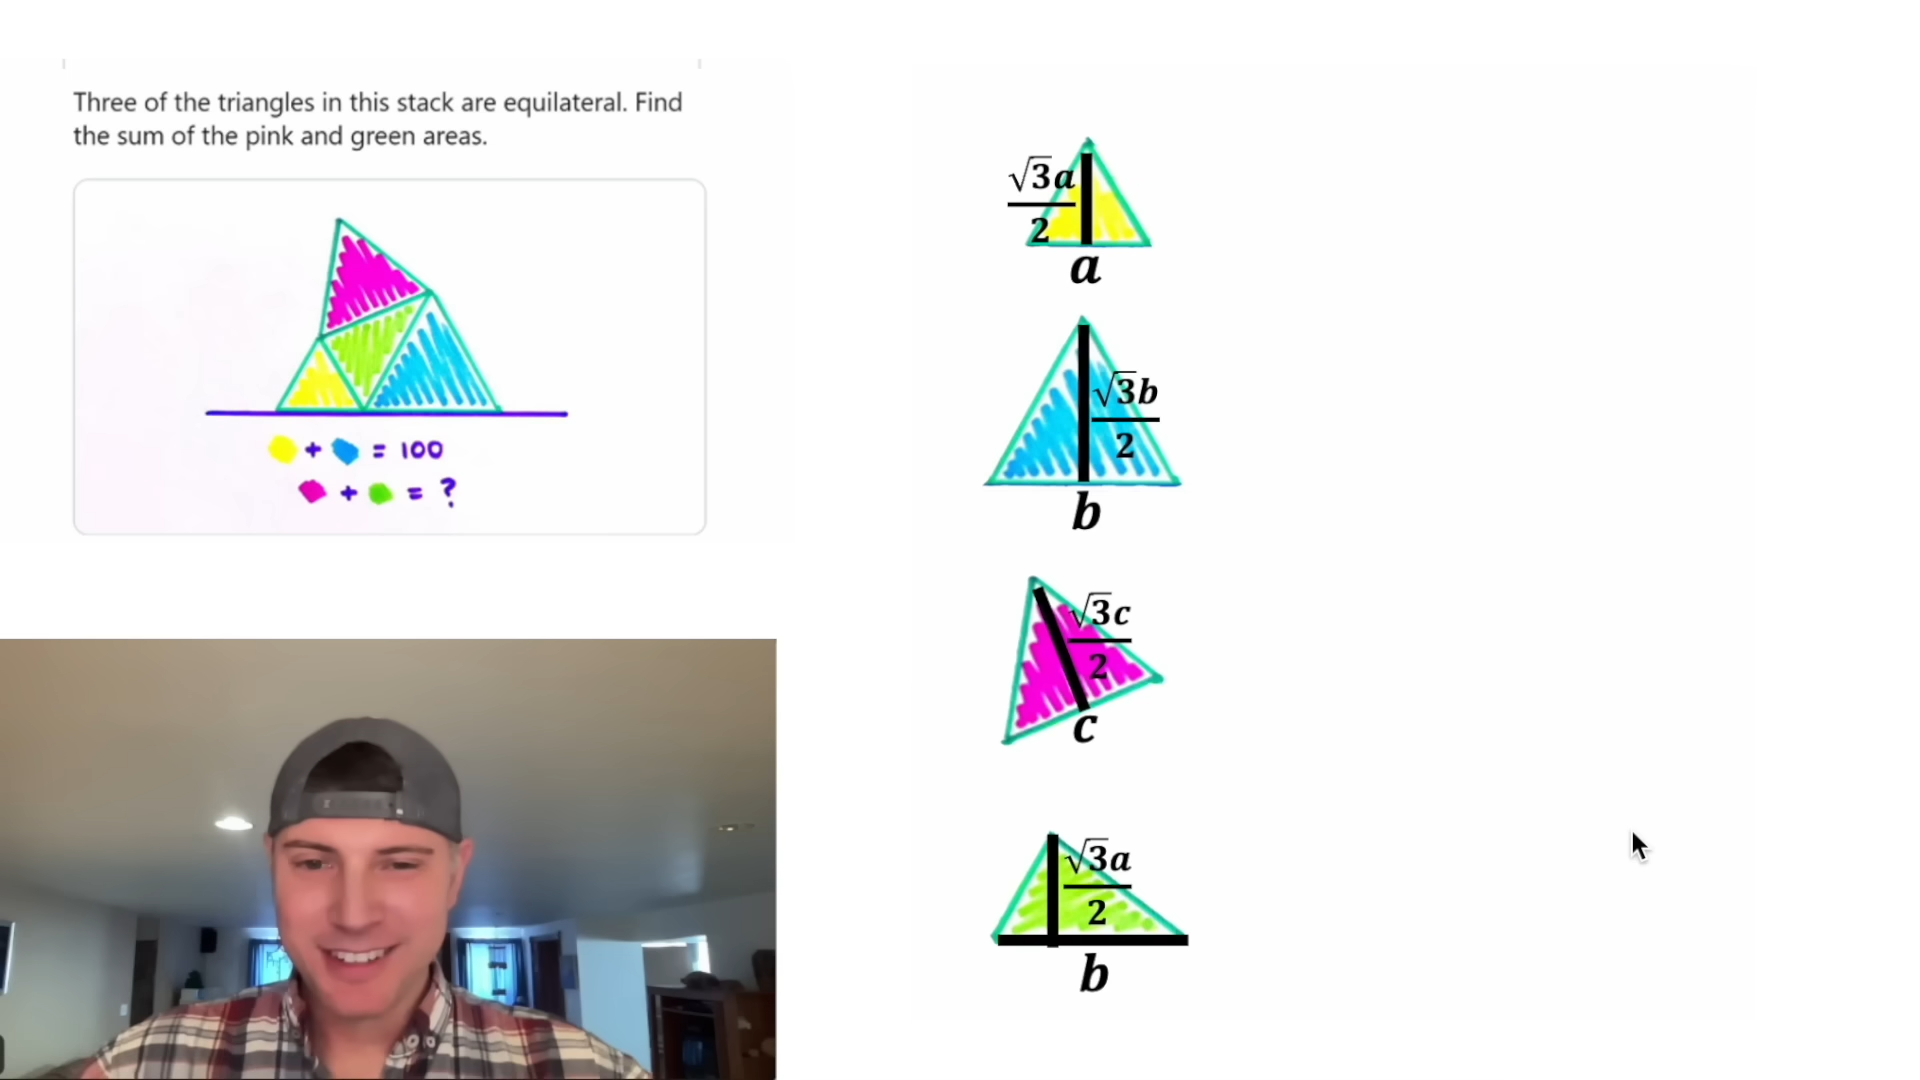 Three of the triangles in this stack are equilateral. Find
the sum of the pink and green areas.
+ = 100
+ = ?
√3a
2
a
√3b
2
b
√3c
2
c
√3a
2
b